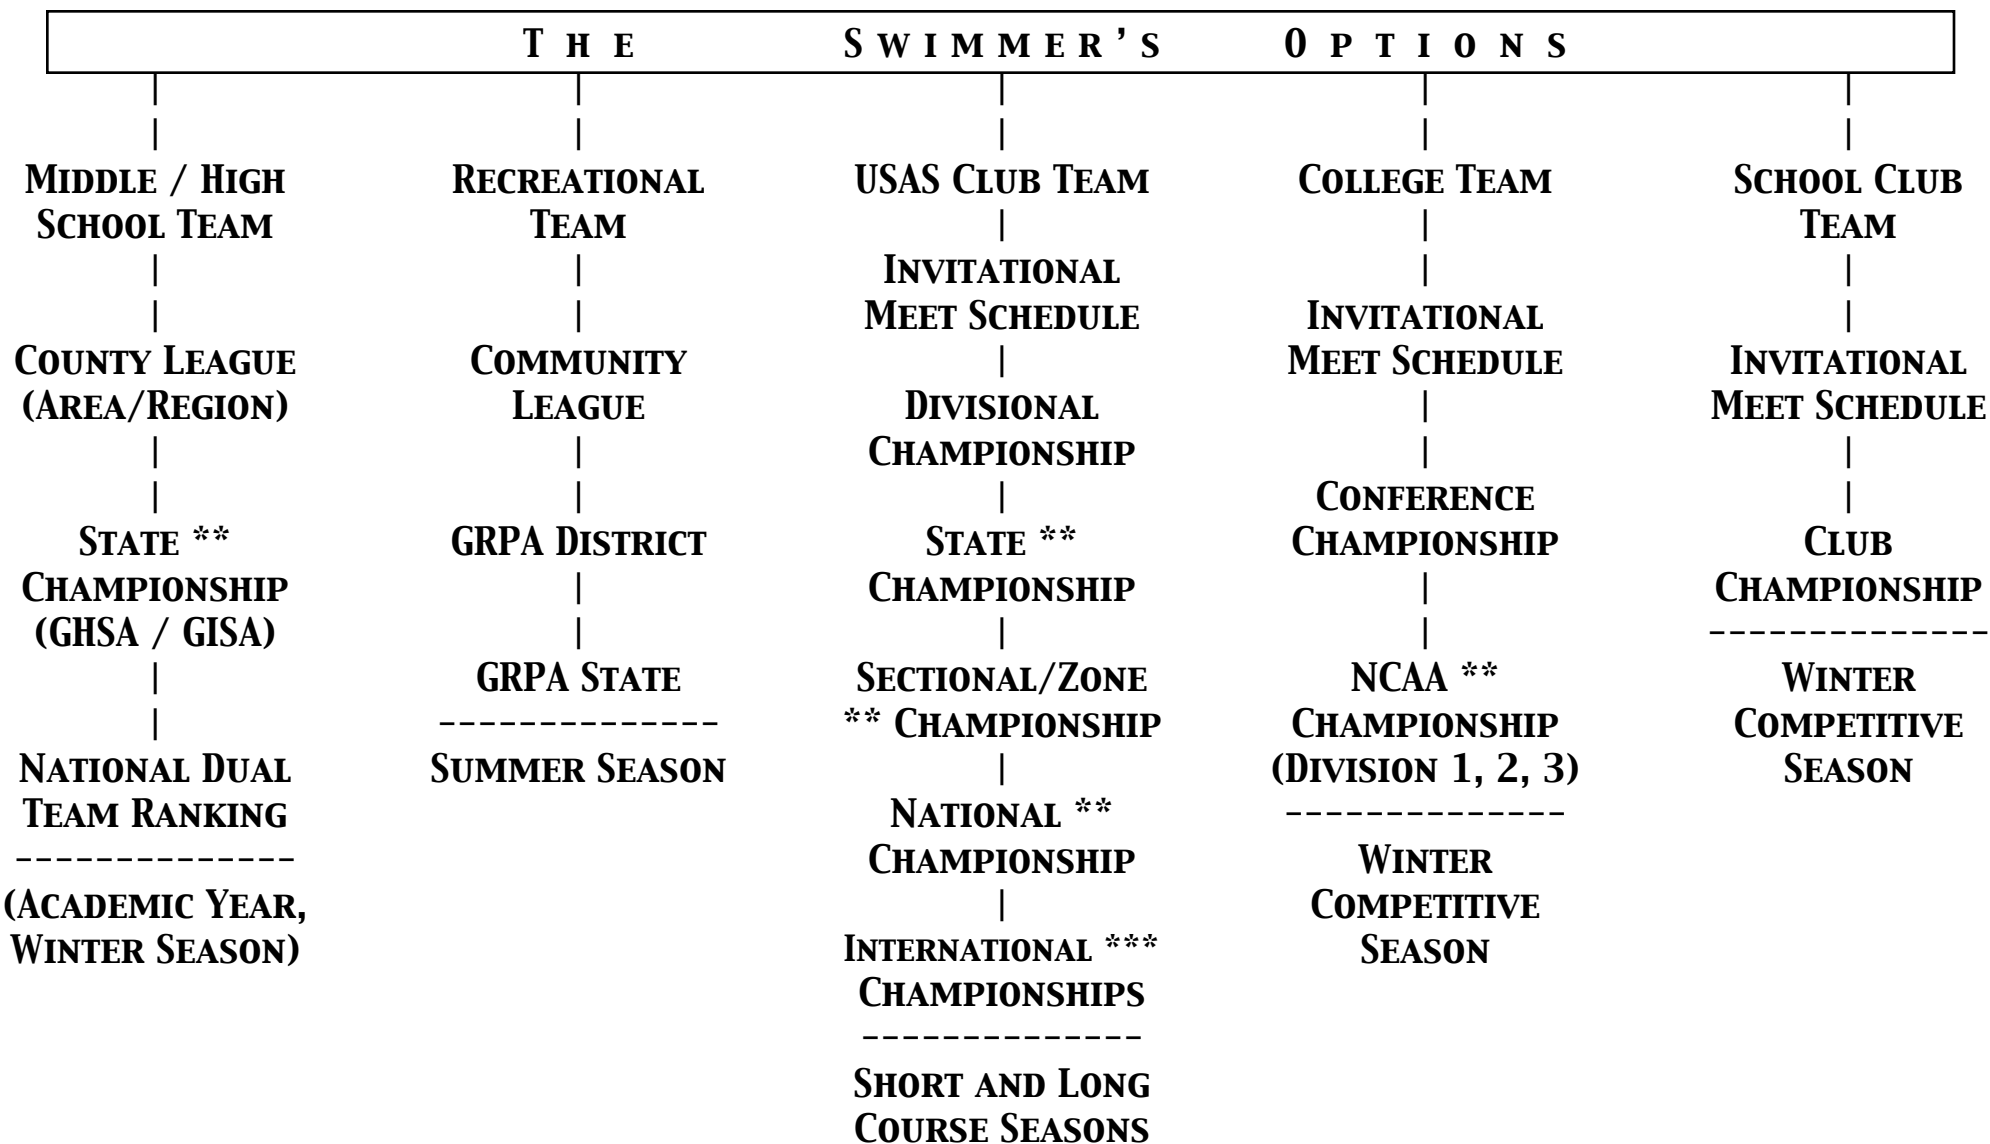 The Swimmer's Options
Middle / High
School Team
County League
(Area/Region)
State **
Championship
(GHSA / GISA)
National Dual
Team Ranking
--------------
(Academic Year,
Winter Season)
Recreational
Team
Community
League
GRPA District
GRPA State
--------------
Summer Season
USAS Club Team
Invitational
Meet Schedule
Divisional
Championship
State **
Championship
Sectional/Zone
** Championship
National **
Championship
International ***
Championships
--------------
Short and Long
Course Seasons
College Team
Invitational
Meet Schedule
Conference
Championship
NCAA **
Championship
(Division 1, 2, 3)
--------------
Winter
Competitive
Season
School Club
Team
Invitational
Meet Schedule
Club
Championship
--------------
Winter
Competitive
Season